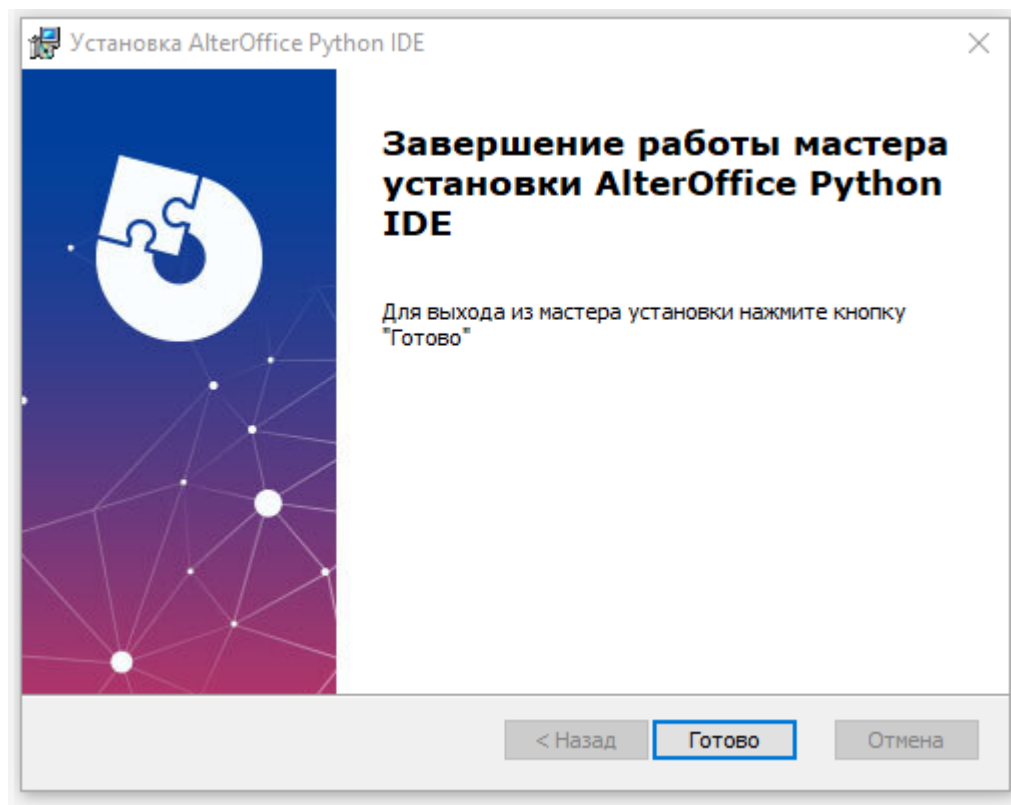 Установка AlterOffice Python IDE
Завершение работы мастера
установки AlterOffice Python
IDE
Для выхода из мастера установки нажмите кнопку
"Готово"
< Назад
Готово
Отмена